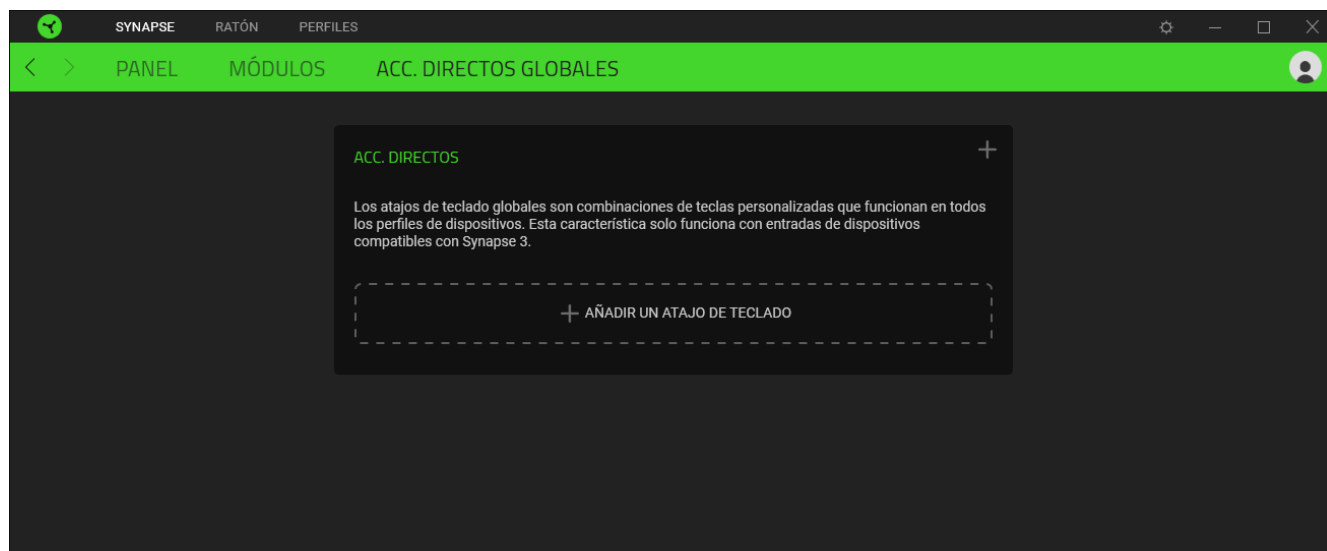 SYNAPSE RATÓN PERFILES
PANEL MÓDULOS ACC. DIRECTOS GLOBALES
ACC. DIRECTOS
Los atajos de teclado globales son combinaciones de teclas personalizadas que funcionan en todos
los perfiles de dispositivos. Esta característica solo funciona con entradas de dispositivos
compatibles con Synapse 3.
AÑADIR UN ATAJO DE TECLADO